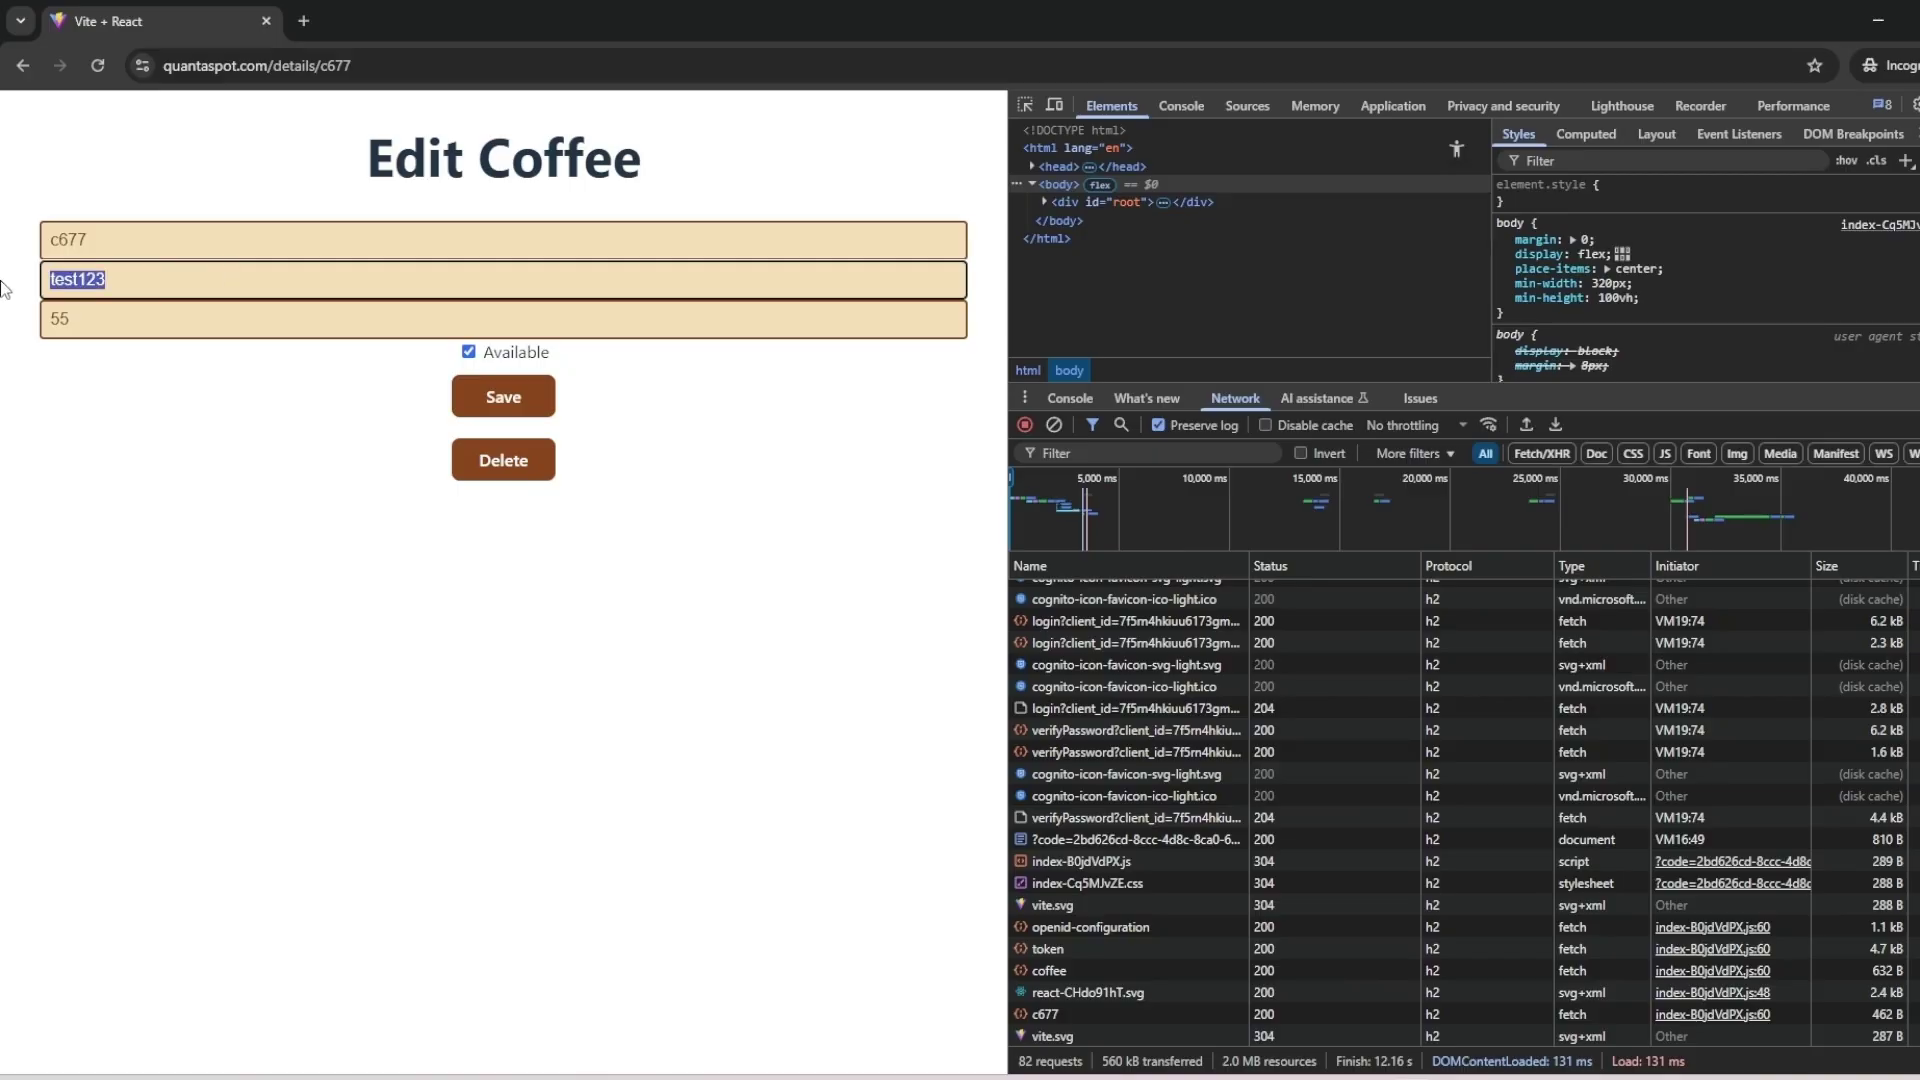 Vite + React
quantaspot.com/details/c677
Incog
Edit Coffee
c677
test123
55
Available
Save
Delete
Elements Console Sources Memory Application Privacy and security Lighthouse Recorder Performance 8
<!DOCTYPE html>
<html lang="en">
<head> </head>
<body> flex == $0
<div id="root"> </div>
</body>
</html>
html body
Styles Computed Layout Event Listeners DOM Breakpoints
Filter :hov .cls
element.style {
}
body { index-Cq5MJv
margin: 0;
display: flex;
place-items: center;
min-width: 320px;
min-height: 100vh;
}
body { user agent st
display: block;
margin: 8px;
}
Console What's new Network AI assistance Issues
Preserve log Disable cache No throttling
Filter Invert More filters All Fetch/XHR Doc CSS JS Font Img Media Manifest WS W
5,000 ms 10,000 ms 15,000 ms 20,000 ms 25,000 ms 30,000 ms 35,000 ms 40,000 ms
Name Status Protocol Type Initiator Size T
cognito-icon-favicon-svg-light.svg 200 h2 svg+xml Other (disk cache)
cognito-icon-favicon-ico-light.ico 200 h2 vnd.microsoft.... Other (disk cache)
login?client_id=7f5m4hkiuu6173gm... 200 h2 fetch VM19:74 6.2 kB
login?client_id=7f5m4hkiuu6173gm... 200 h2 fetch VM19:74 2.3 kB
cognito-icon-favicon-svg-light.svg 200 h2 svg+xml Other (disk cache)
cognito-icon-favicon-ico-light.ico 200 h2 vnd.microsoft.... Other (disk cache)
login?client_id=7f5m4hkiuu6173gm... 204 h2 fetch VM19:74 2.8 kB
verifyPassword?client_id=7f5m4hkiu... 200 h2 fetch VM19:74 6.2 kB
verifyPassword?client_id=7f5m4hkiu... 200 h2 fetch VM19:74 1.6 kB
cognito-icon-favicon-svg-light.svg 200 h2 svg+xml Other (disk cache)
cognito-icon-favicon-ico-light.ico 200 h2 vnd.microsoft.... Other (disk cache)
verifyPassword?client_id=7f5m4hkiu... 204 h2 fetch VM19:74 4.4 kB
?code=2bd626cd-8ccc-4d8c-8ca0-6... 200 h2 document VM16:49 810 B
index-B0jdVdPX.js 304 h2 script ?code=2bd626cd-8ccc-4d8c 289 B
index-Cq5MJvZE.css 304 h2 stylesheet ?code=2bd626cd-8ccc-4d8c 288 B
vite.svg 304 h2 svg+xml Other 288 B
openid-configuration 200 h2 fetch index-B0jdVdPX.js:60 1.1 kB
token 200 h2 fetch index-B0jdVdPX.js:60 4.7 kB
coffee 200 h2 fetch index-B0jdVdPX.js:60 632 B
react-CHdo91hT.svg 200 h2 svg+xml index-B0jdVdPX.js:48 2.4 kB
c677 200 h2 fetch index-B0jdVdPX.js:60 462 B
vite.svg 304 h2 svg+xml Other 287 B
82 requests 560 kB transferred 2.0 MB resources Finish: 12.16 s DOMContentLoaded: 131 ms Load: 131 ms